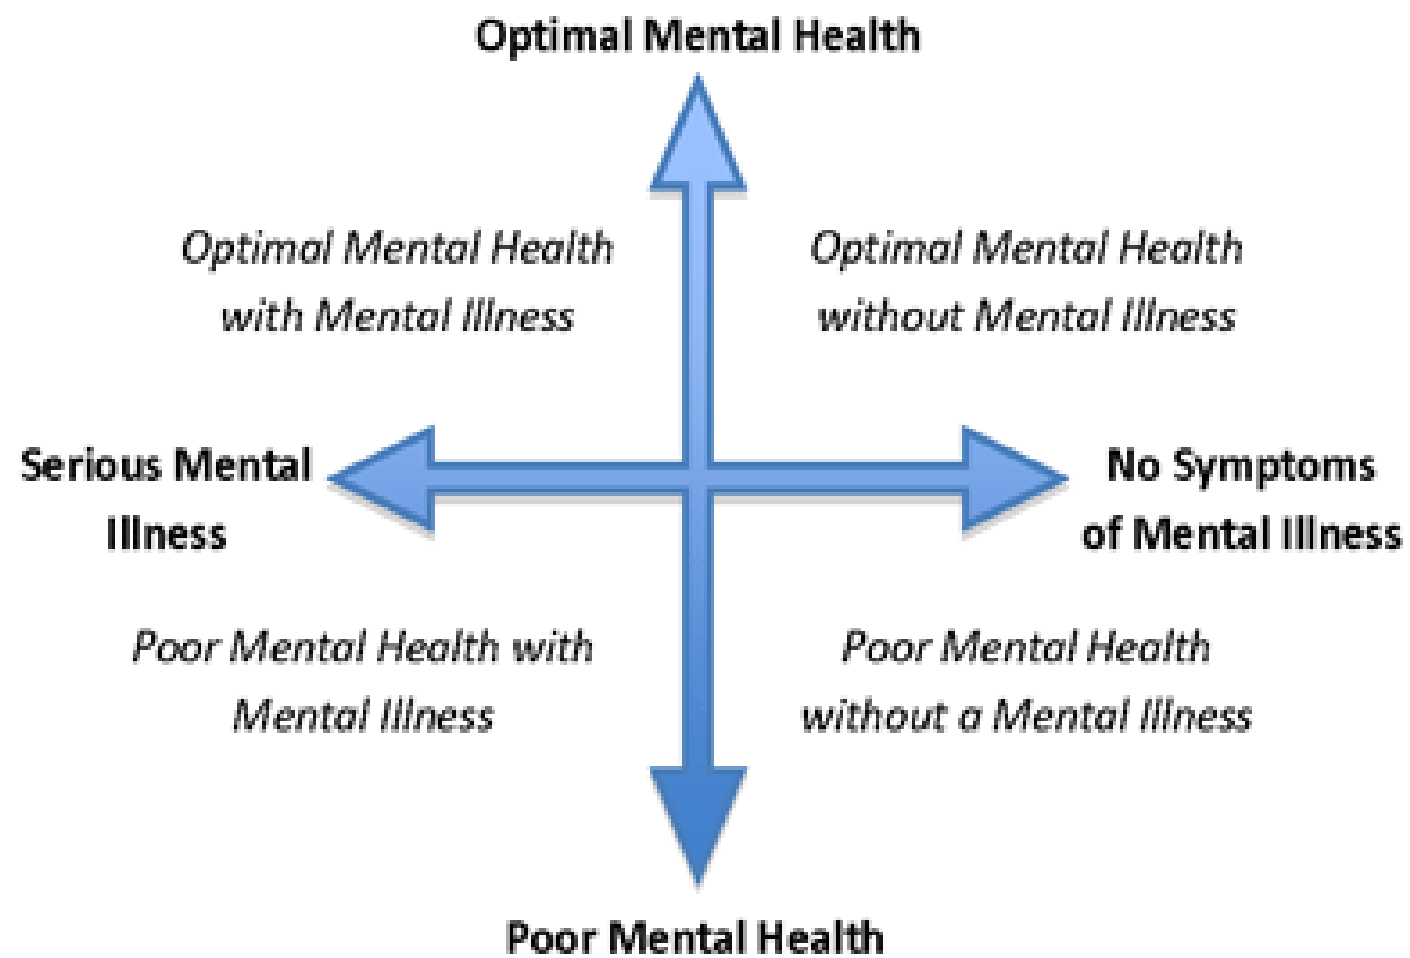 Optimal Mental Health
Optimal Mental Health
with Mental Illness
Optimal Mental Health
without Mental Illness
Serious Mental
Illness
No Symptoms
of Mental Illness
Poor Mental Health with
Mental Illness
Poor Mental Health
without a Mental Illness
Poor Mental Health